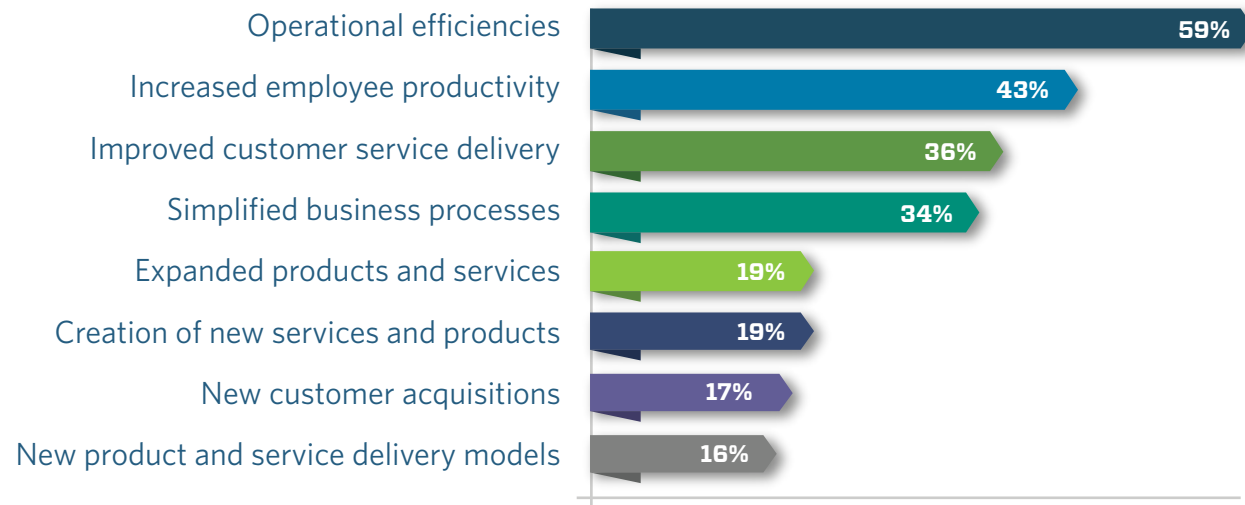 Operational efficiencies 59%
Increased employee productivity 43%
Improved customer service delivery 36%
Simplified business processes 34%
Expanded products and services 19%
Creation of new services and products 19%
New customer acquisitions 17%
New product and service delivery models 16%